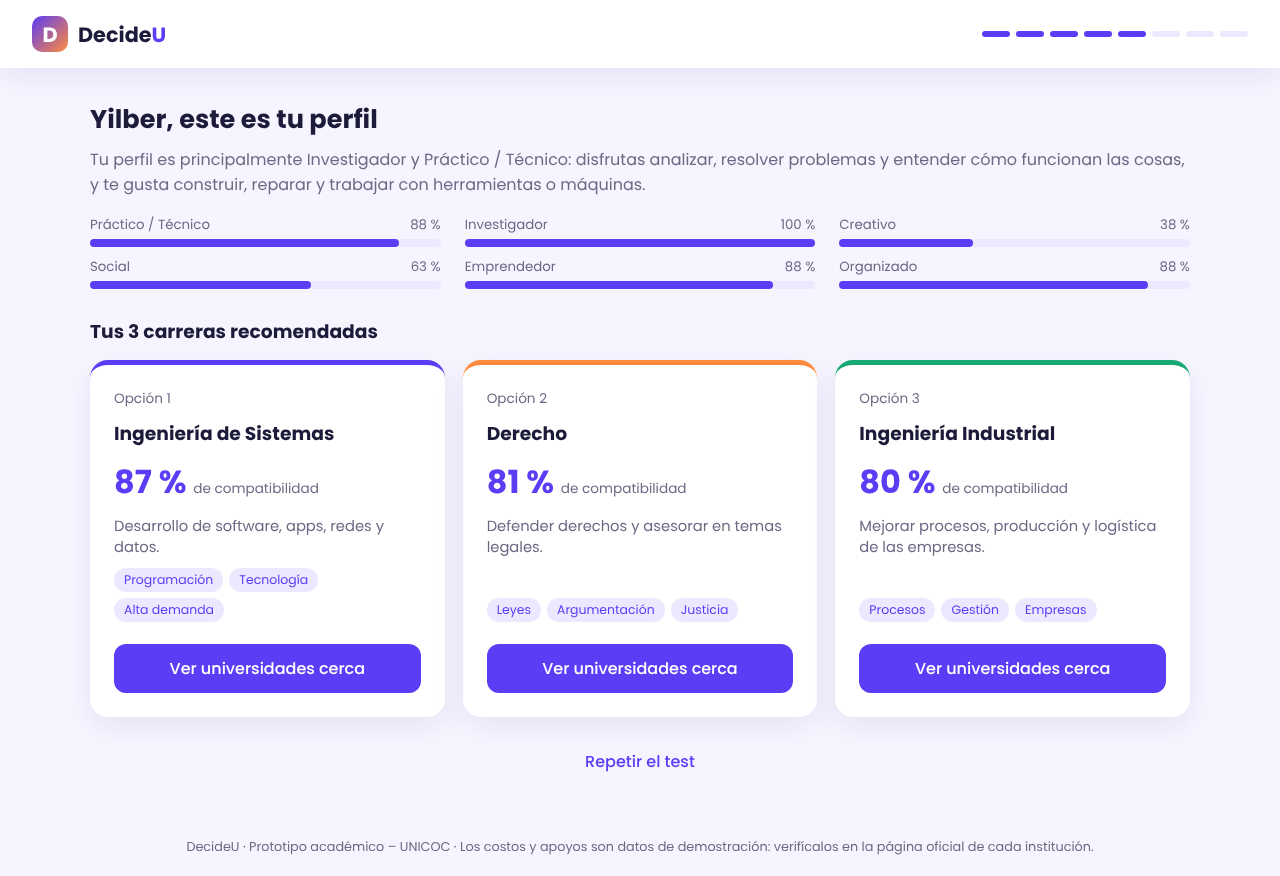 D DecideU
Yilber, este es tu perfil
Tu perfil es principalmente Investigador y Práctico / Técnico: disfrutas analizar, resolver problemas y entender cómo funcionan las cosas,
y te gusta construir, reparar y trabajar con herramientas o máquinas.
Práctico / Técnico 88 %
Investigador 100 %
Creativo 38 %
Social 63 %
Emprendedor 88 %
Organizado 88 %
Tus 3 carreras recomendadas
Opción 1
Ingeniería de Sistemas
87 % de compatibilidad
Desarrollo de software, apps, redes y
datos.
Programación Tecnología
Alta demanda
Ver universidades cerca
Opción 2
Derecho
81 % de compatibilidad
Defender derechos y asesorar en temas
legales.
Leyes Argumentación Justicia
Ver universidades cerca
Opción 3
Ingeniería Industrial
80 % de compatibilidad
Mejorar procesos, producción y logística
de las empresas.
Procesos Gestión Empresas
Ver universidades cerca
Repetir el test
DecideU · Prototipo académico – UNICOC · Los costos y apoyos son datos de demostración: verifícalos en la página oficial de cada institución.